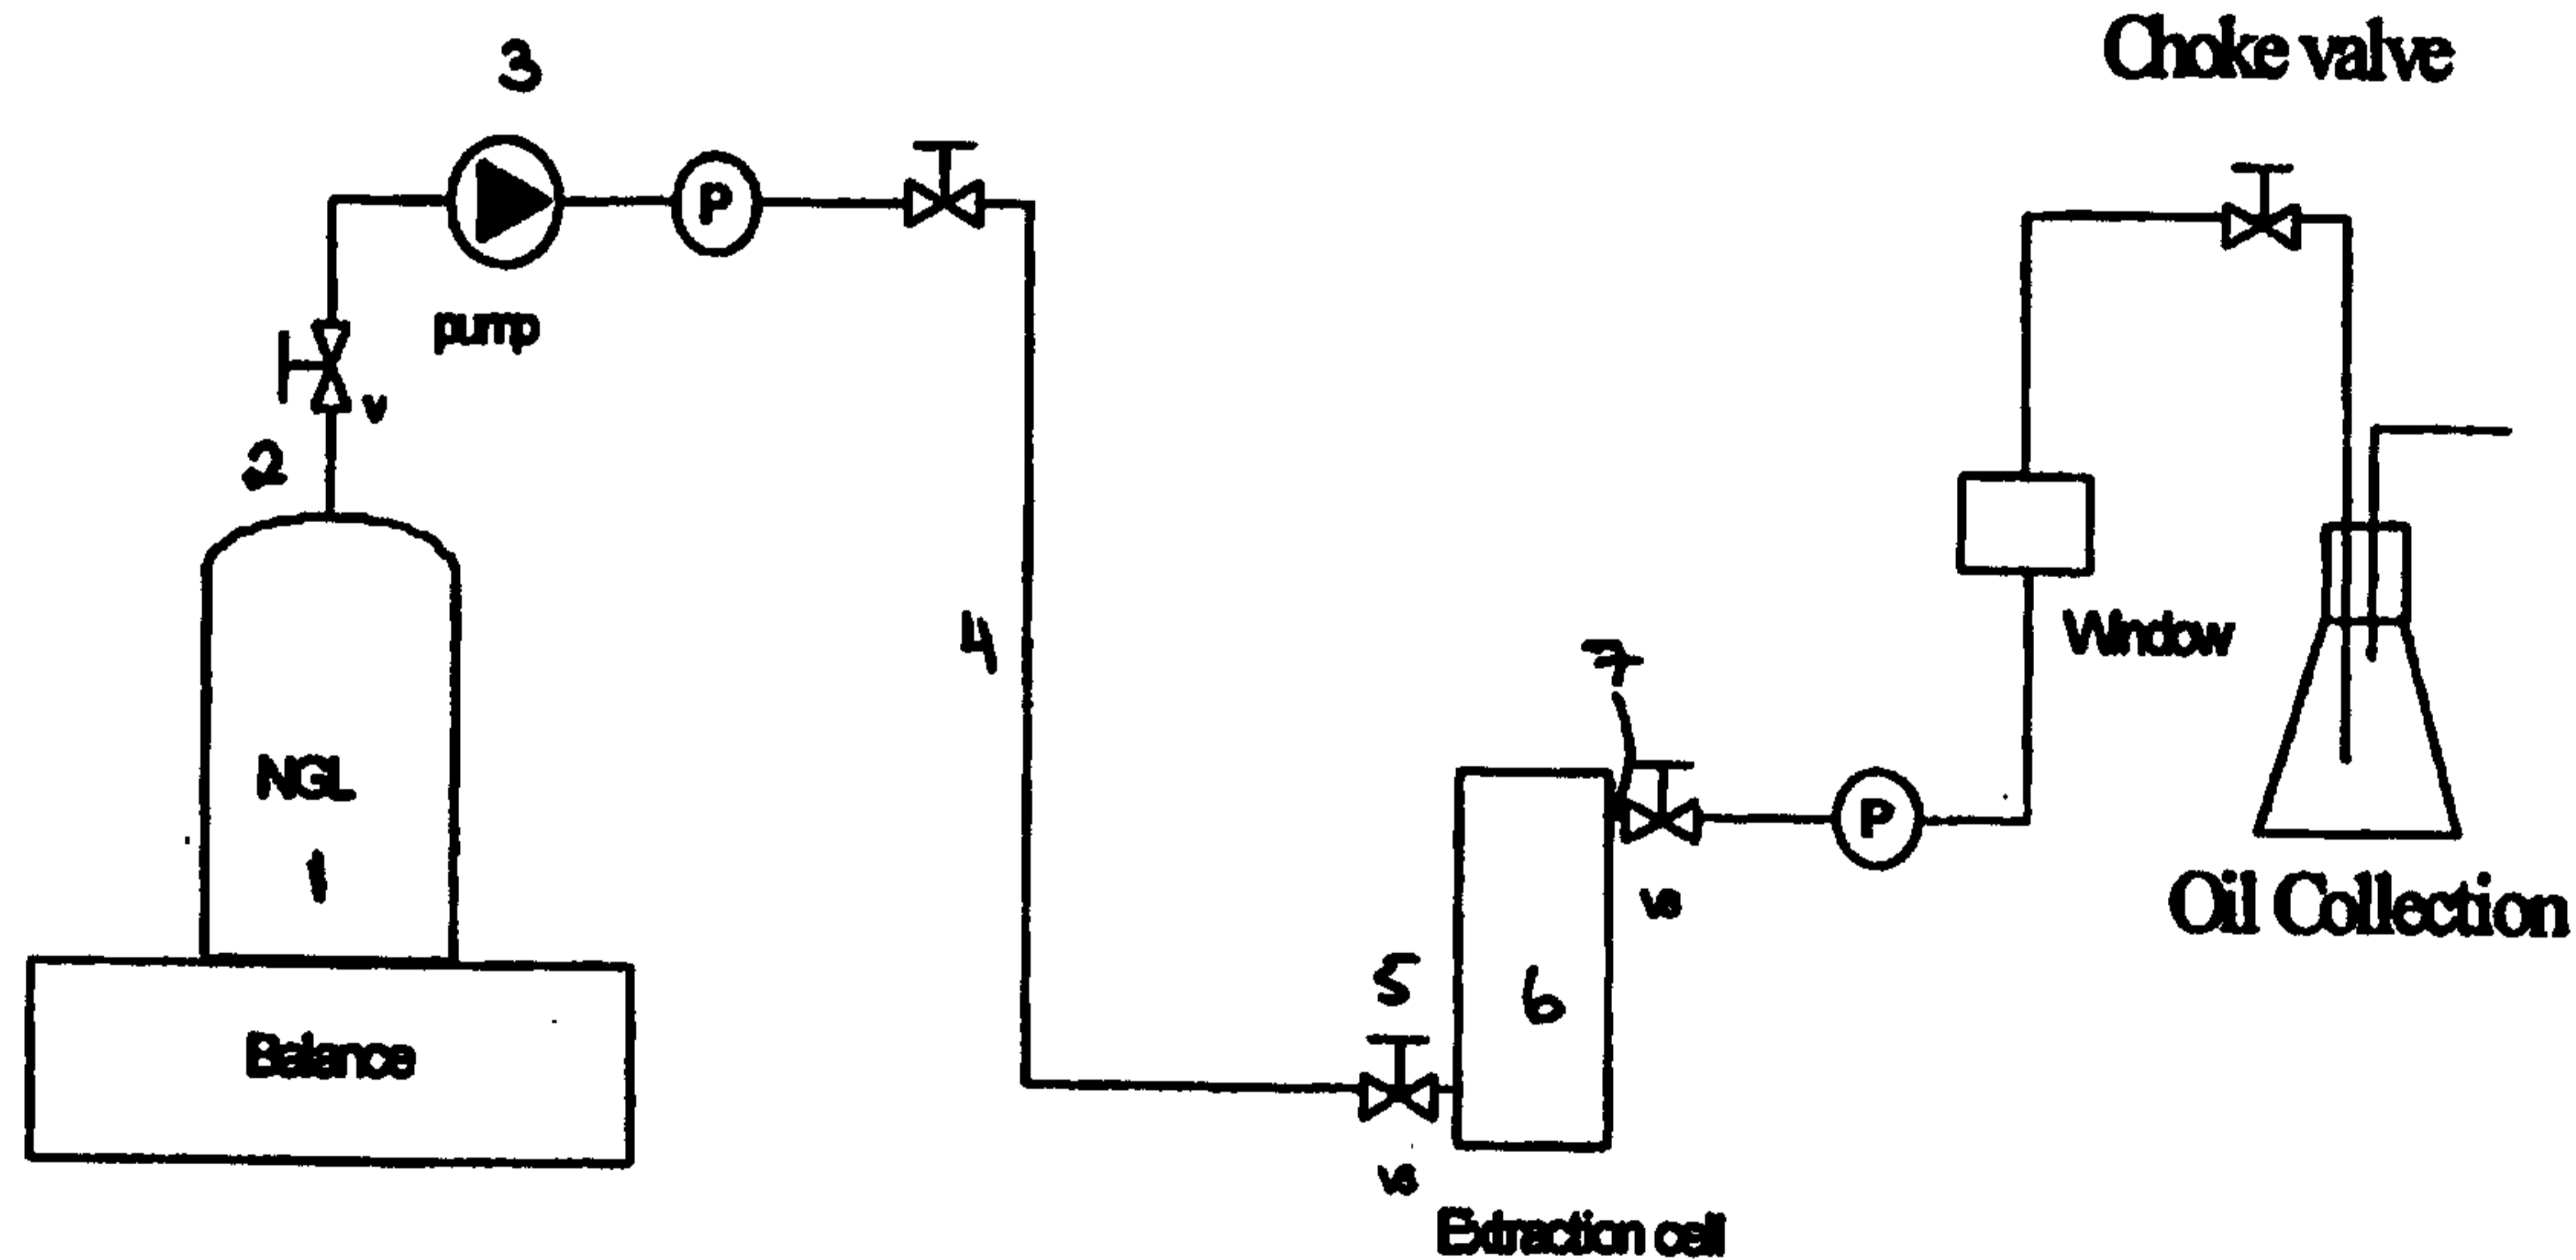 Choke valve
3
P
pump
v
2
4
7
Window
NGL
1
P
Oil Collection
vs
5
6
Balance
vs
Extraction cell